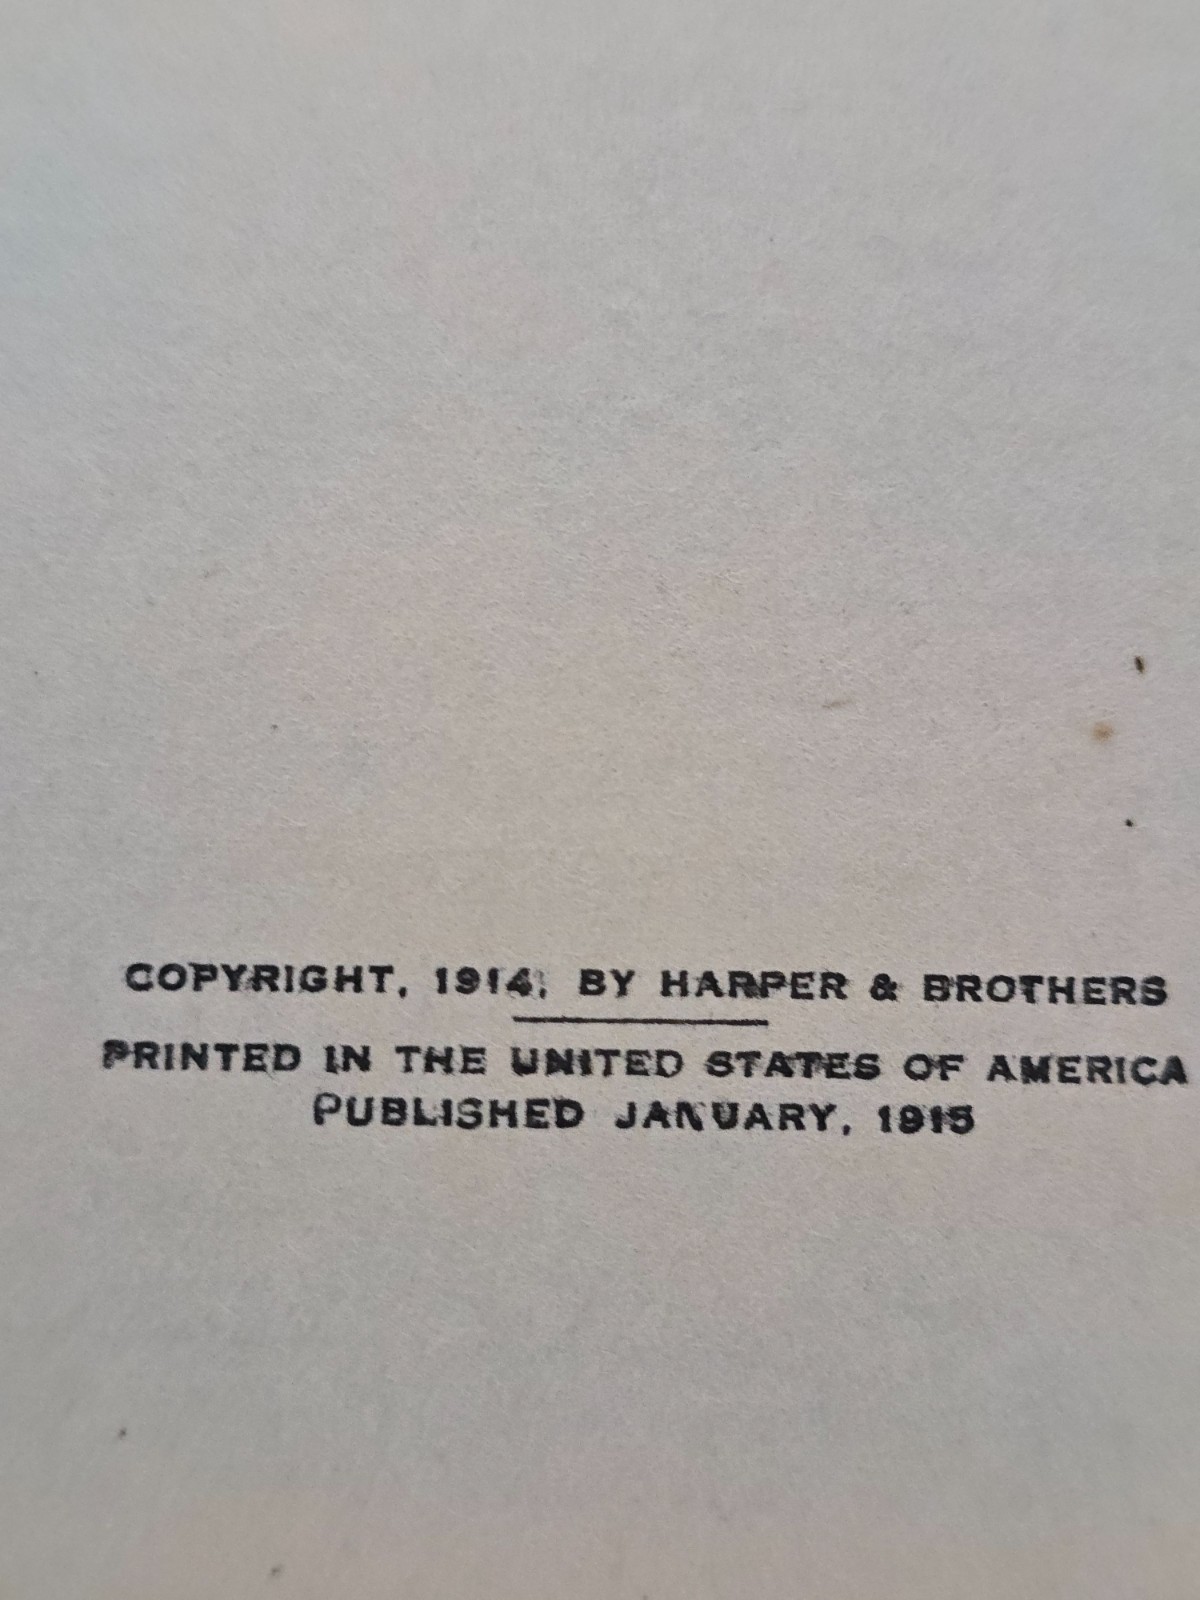 COPYRIGHT, 1914, BY HARPER & BROTHERS
PRINTED IN THE UNITED STATES OF AMERICA
PUBLISHED JANUARY, 1915